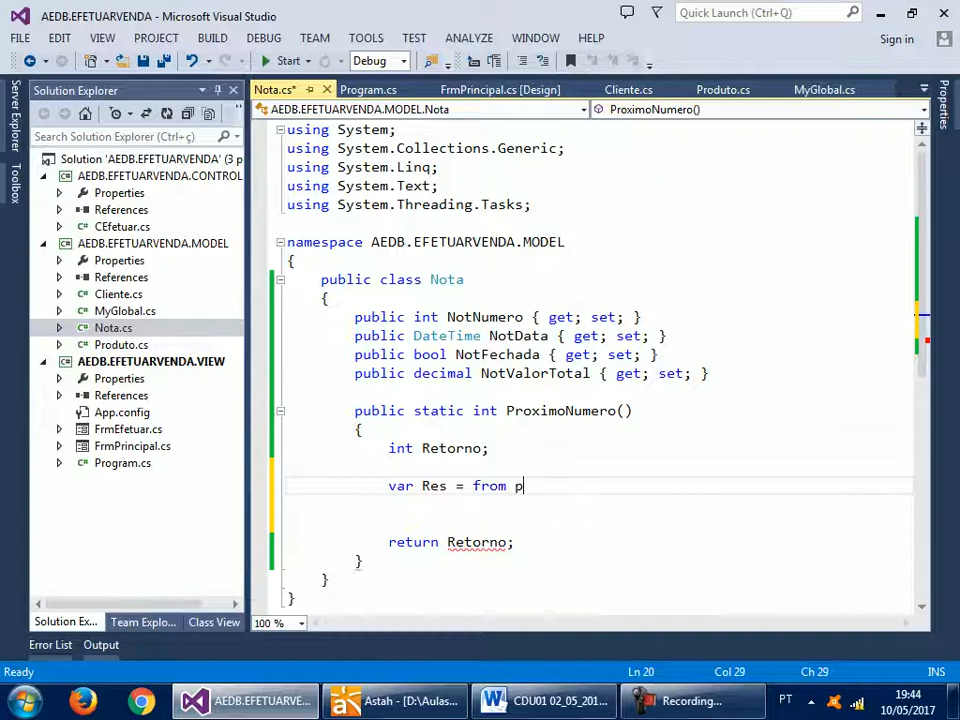 AEDB.EFETUARVENDA - Microsoft Visual Studio
Quick Launch (Ctrl+Q)
FILE EDIT VIEW PROJECT BUILD DEBUG TEAM TOOLS TEST ANALYZE WINDOW HELP
Sign in
Start Debug
Server Explorer
Toolbox
Solution Explorer
Search Solution Explorer (Ctrl+ç)
Solution 'AEDB.EFETUARVENDA' (3 p
AEDB.EFETUARVENDA.CONTROL
Properties
References
CEfetuar.cs
AEDB.EFETUARVENDA.MODEL
Properties
References
Cliente.cs
MyGlobal.cs
Nota.cs
Produto.cs
AEDB.EFETUARVENDA.VIEW
Properties
References
App.config
FrmEfetuar.cs
FrmPrincipal.cs
Program.cs
Solution Ex... Team Explo... Class View
Nota.cs* Program.cs FrmPrincipal.cs [Design] Cliente.cs Produto.cs MyGlobal.cs
AEDB.EFETUARVENDA.MODEL.Nota ProximoNumero()
using System;
using System.Collections.Generic;
using System.Linq;
using System.Text;
using System.Threading.Tasks;
namespace AEDB.EFETUARVENDA.MODEL
{
public class Nota
{
public int NotNumero { get; set; }
public DateTime NotData { get; set; }
public bool NotFechada { get; set; }
public decimal NotValorTotal { get; set; }
public static int ProximoNumero()
{
int Retorno;
var Res = from p
return Retorno;
}
}
}
100 %
Properties
Error List Output
Ready Ln 20 Col 29 Ch 29 INS
AEDB.EFETUARVE... Astah - [D:\Aulas... CDU01 02_05_201... Recording... PT 19:44
10/05/2017